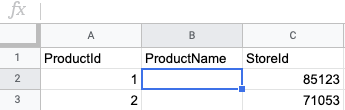 fx
A B C
1 ProductId ProductName StoreId
2 1 85123
3 2 71053